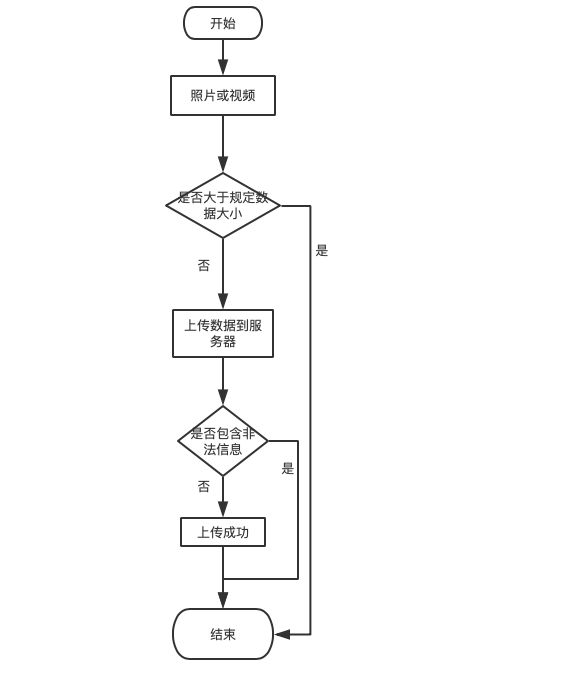 开始
照片或视频
是否大于规定数
据大小
是
否
上传数据到服
务器
是否包含非
法信息
是
否
上传成功
结束